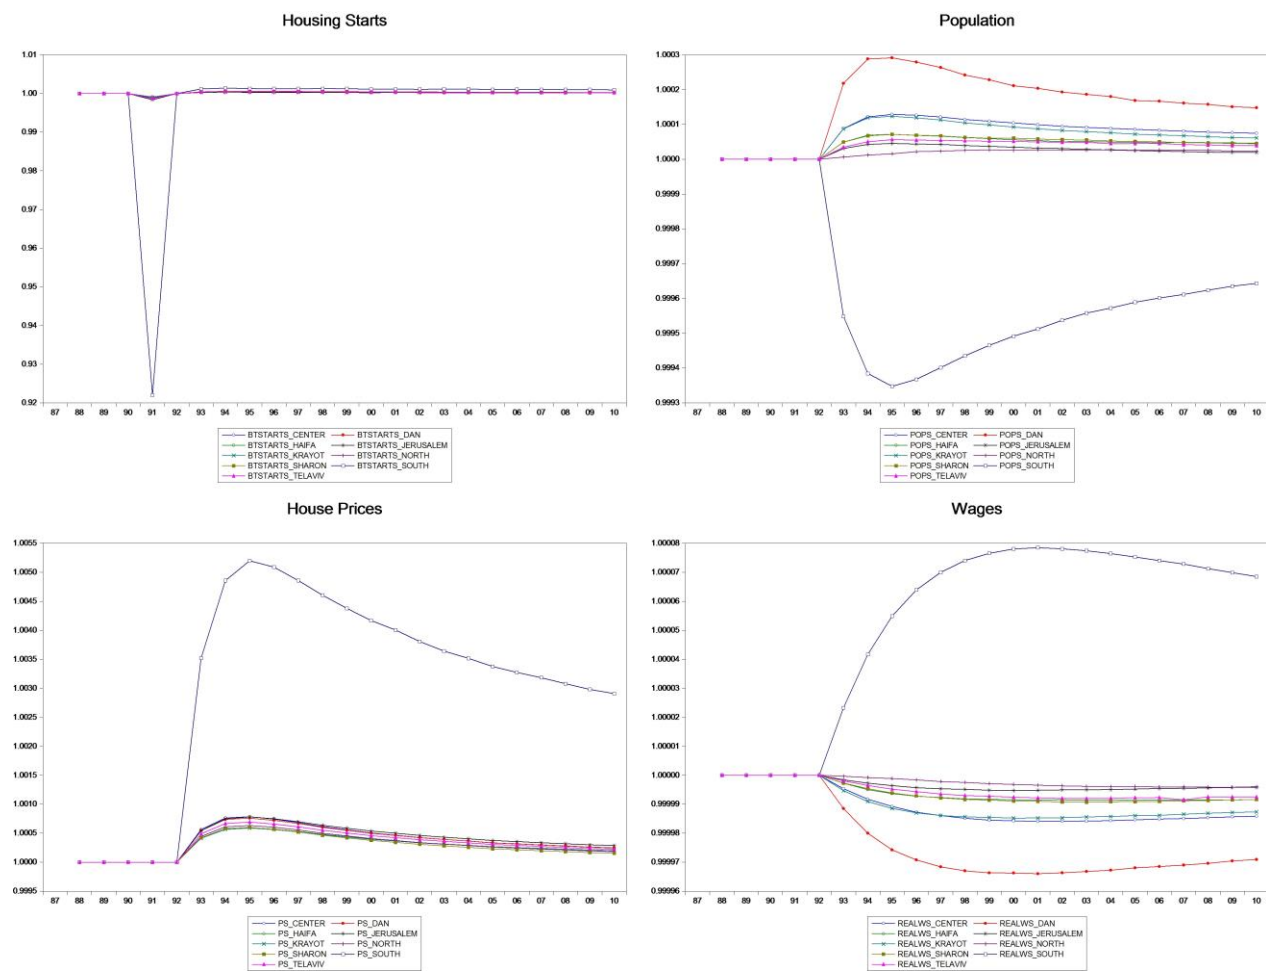 Housing Starts
1.01
1.00
0.99
0.98
0.97
0.96
0.95
0.94
0.93
0.92
87 88 89 90 91 92 93 94 95 96 97 98 99 00 01 02 03 04 05 06 07 08 09 10
BTSTARTS_CENTER BTSTARTS_DAN
BTSTARTS_HAIFA BTSTARTS_JERUSALEM
BTSTARTS_KRAYOT BTSTARTS_NORTH
BTSTARTS_SHARON BTSTARTS_SOUTH
BTSTARTS_TELAVIV
Population
1.0003
1.0002
1.0001
1.0000
0.9999
0.9998
0.9997
0.9996
0.9995
0.9994
0.9993
87 88 89 90 91 92 93 94 95 96 97 98 99 00 01 02 03 04 05 06 07 08 09 10
POPS_CENTER POPS_DAN
POPS_HAIFA POPS_JERUSALEM
POPS_KRAYOT POPS_NORTH
POPS_SHARON POPS_SOUTH
POPS_TELAVIV
House Prices
1.0055
1.0050
1.0045
1.0040
1.0035
1.0030
1.0025
1.0020
1.0015
1.0010
1.0005
1.0000
0.9995
87 88 89 90 91 92 93 94 95 96 97 98 99 00 01 02 03 04 05 06 07 08 09 10
PS_CENTER PS_DAN
PS_HAIFA PS_JERUSALEM
PS_KRAYOT PS_NORTH
PS_SHARON PS_SOUTH
PS_TELAVIV
Wages
1.00008
1.00007
1.00006
1.00005
1.00004
1.00003
1.00002
1.00001
1.00000
0.99999
0.99998
0.99997
0.99996
87 88 89 90 91 92 93 94 95 96 97 98 99 00 01 02 03 04 05 06 07 08 09 10
REALWS_CENTER REALWS_DAN
REALWS_HAIFA REALWS_JERUSALEM
REALWS_KRAYOT REALWS_NORTH
REALWS_SHARON REALWS_SOUTH
REALWS_TELAVIV